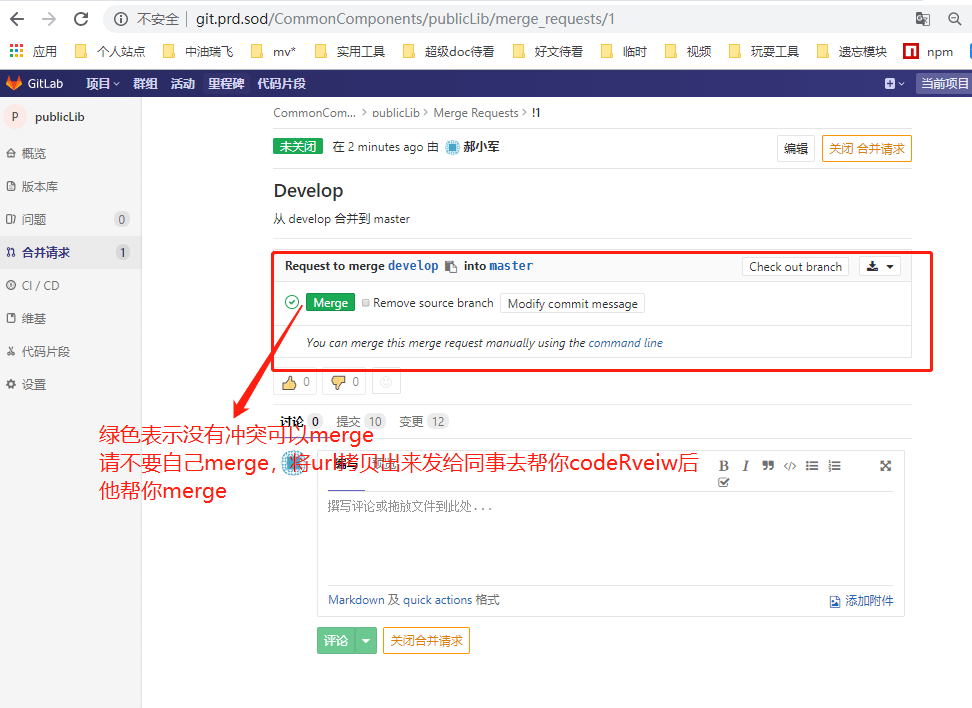 不安全 git.prd.sod/CommonComponents/publicLib/merge_requests/1
应用 个人站点 中油瑞飞 mv* 实用工具 超级doc待看 好文待看 临时 视频 玩耍工具 遗忘模块 npm
GitLab 项目 群组 活动 里程碑 代码片段 当前项目
P publicLib
概览
版本库
问题 0
合并请求 1
CI / CD
维基
代码片段
设置
CommonCom... > publicLib > Merge Requests > !1
未关闭 在 2 minutes ago 由 郝小军 编辑 关闭 合并请求
Develop
从 develop 合并到 master
Request to merge develop into master Check out branch
Merge Remove source branch Modify commit message
You can merge this merge request manually using the command line
0 0
讨论 0 提交 10 变更 12
绿色表示没有冲突可以merge
请不要自己merge，将url拷贝出来发给同事去帮你codeRveiw后
他帮你merge
编写 预览 B I
撰写评论或拖放文件到此处...
Markdown 及 quick actions 格式 添加附件
评论 关闭合并请求